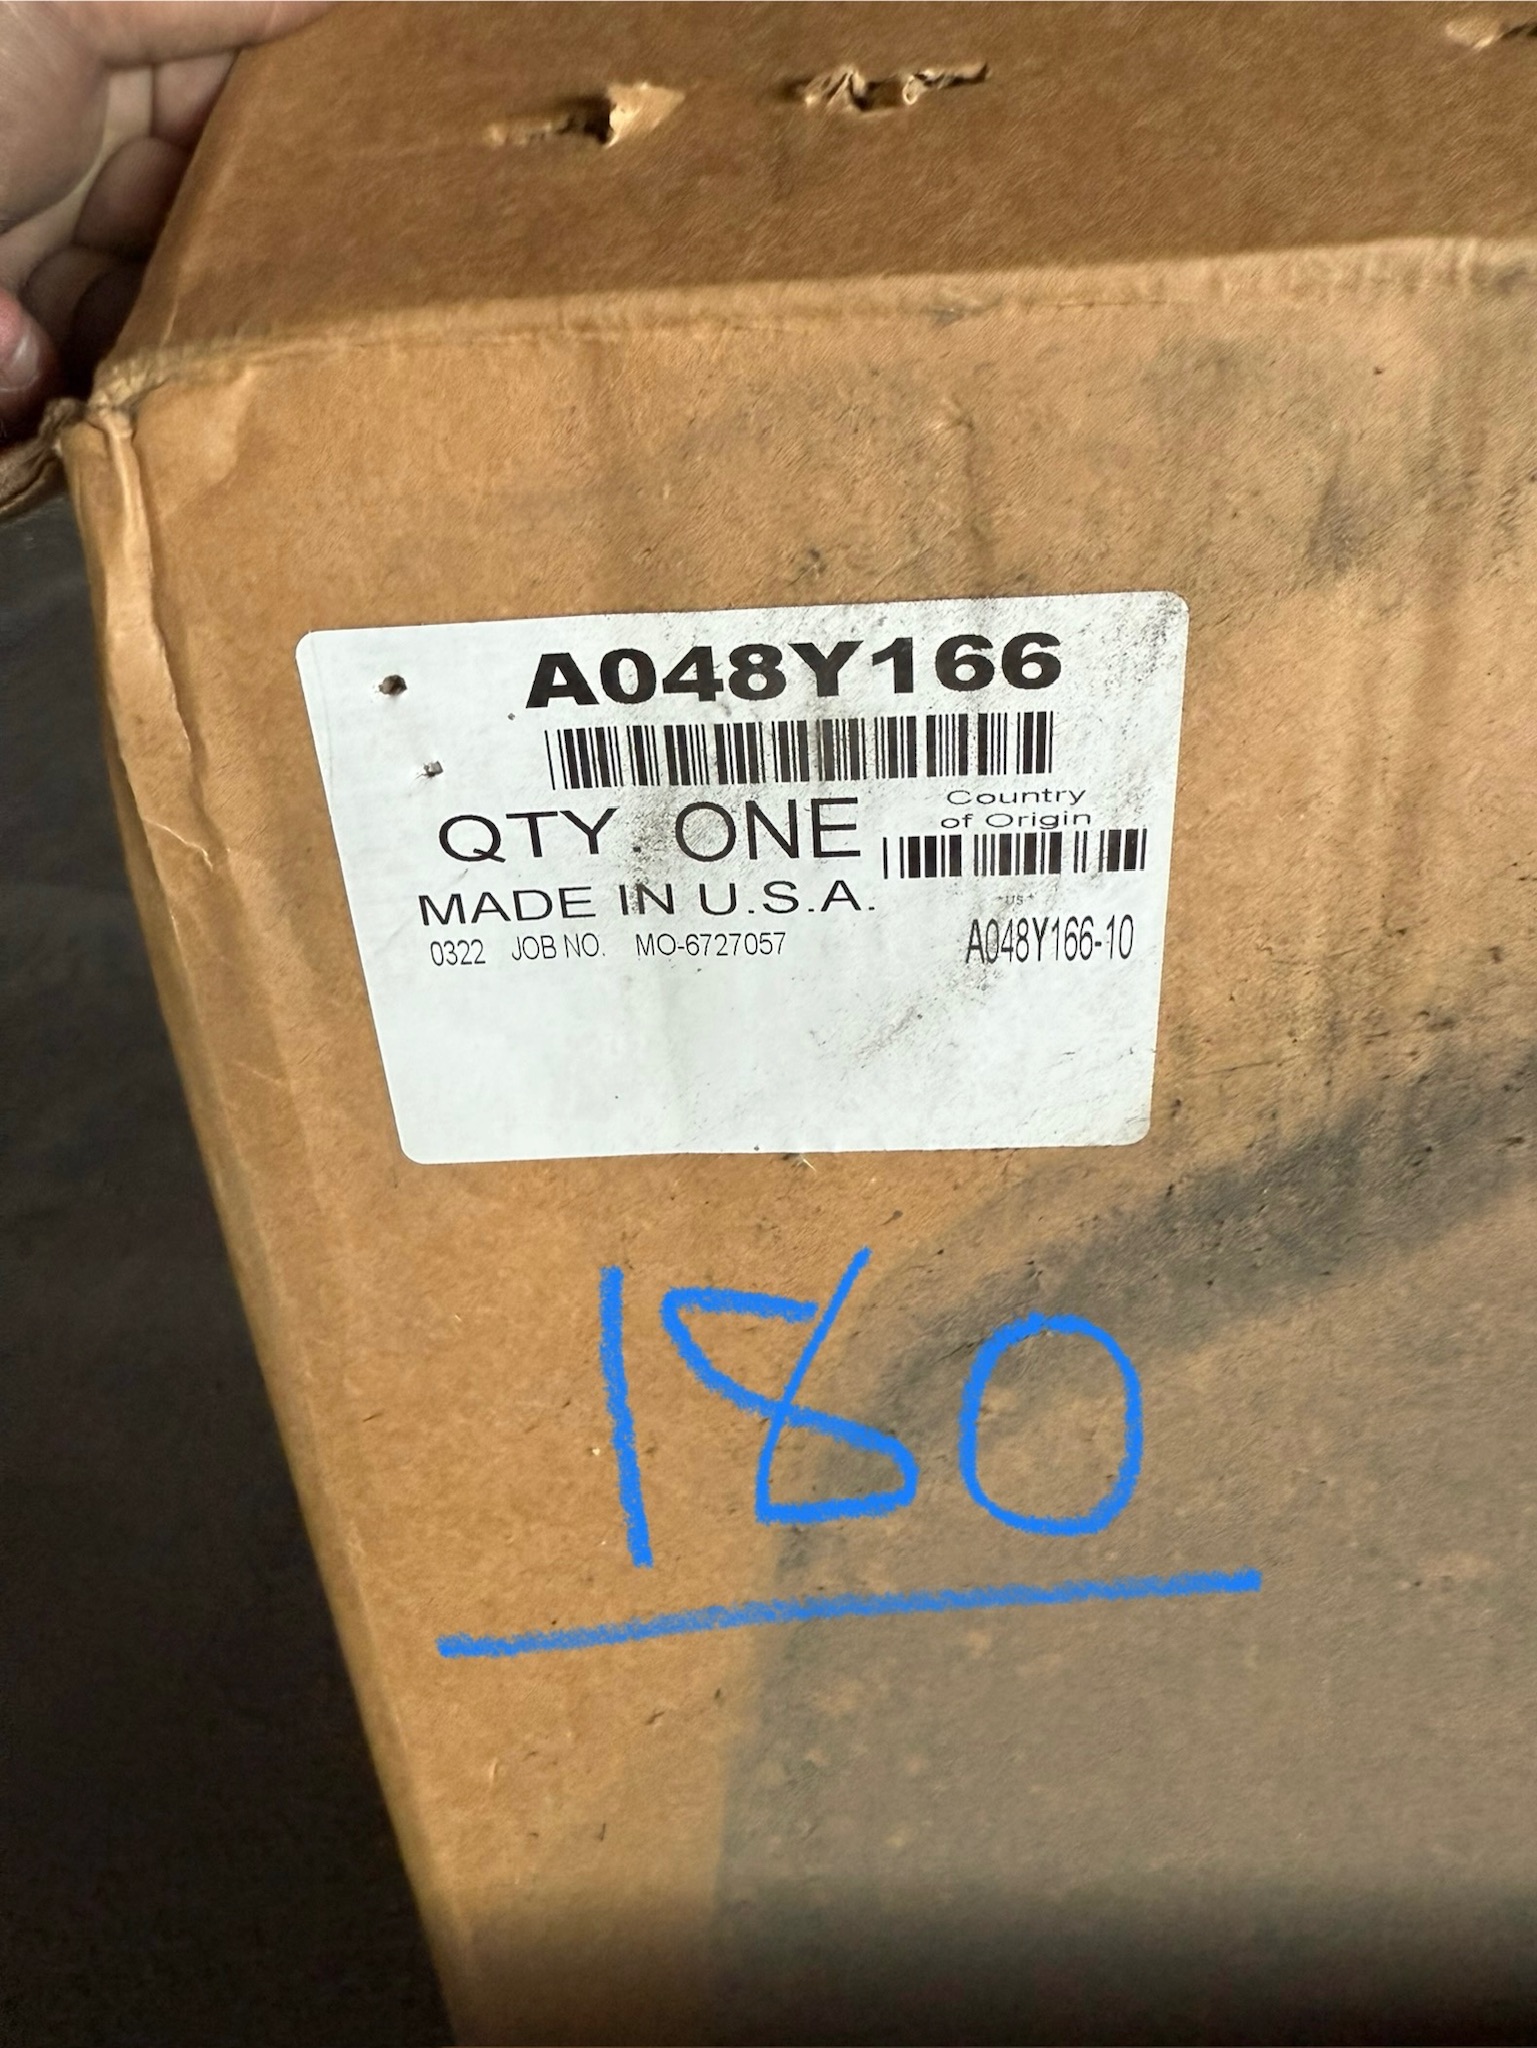 A048Y166
QTY. ONE
Country
of Origin
*US*
MADE IN U.S.A.
0322 JOB NO. MO-6727057
A048Y166-10
180